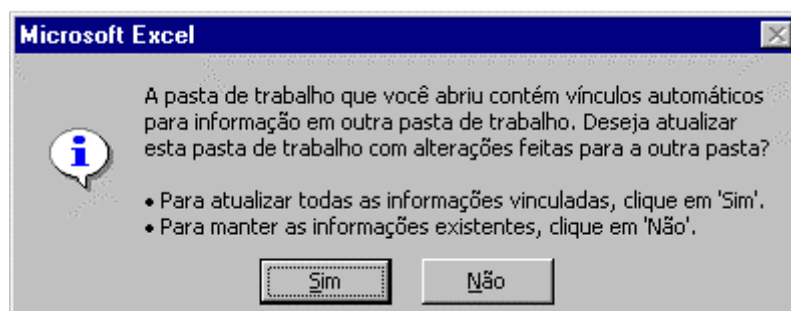 Microsoft Excel
A pasta de trabalho que você abriu contém vínculos automáticos
para informação em outra pasta de trabalho. Deseja atualizar
esta pasta de trabalho com alterações feitas para a outra pasta?
• Para atualizar todas as informações vinculadas, clique em 'Sim'.
• Para manter as informações existentes, clique em 'Não'.
Sim Não